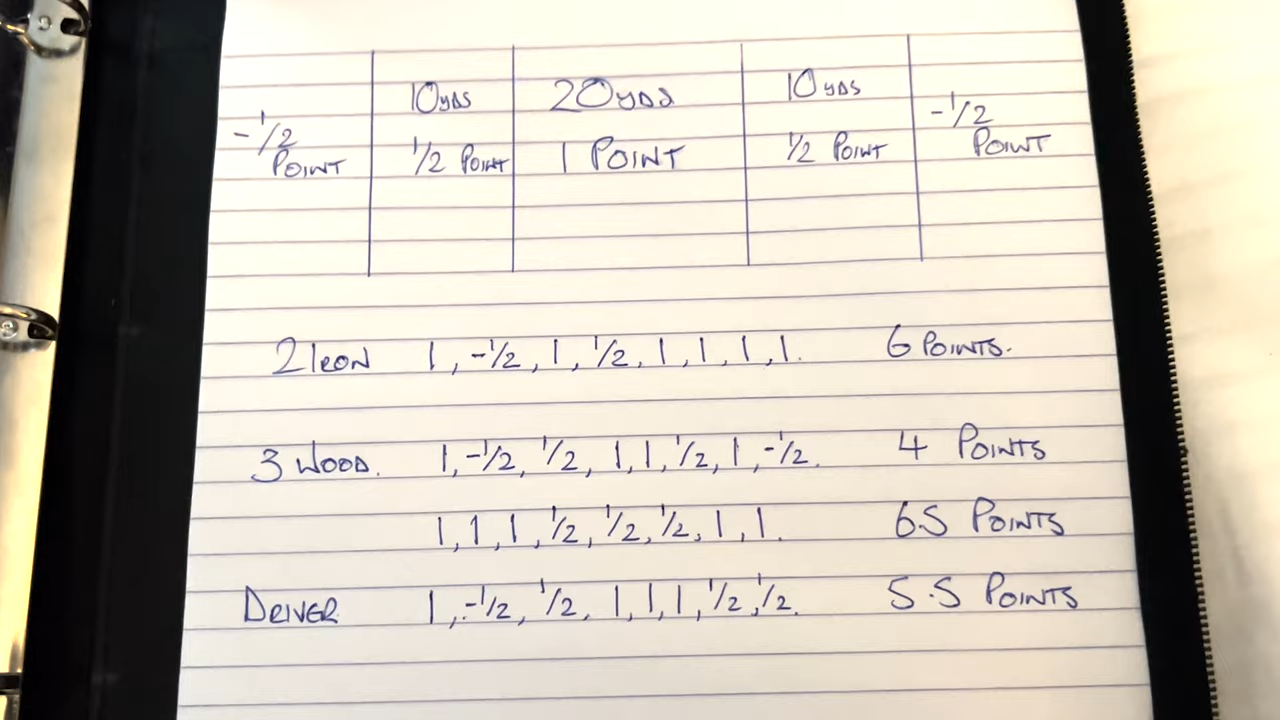 10yds 20yds 10yds
-1/2 POINT 1/2 POINT 1 POINT 1/2 POINT -1/2 POINT
2 IRON 1, -1/2, 1, 1/2, 1, 1, 1, 1. 6 POINTS.
3 WOOD. 1, -1/2, 1/2, 1, 1, 1/2, 1, -1/2. 4 POINTS
1, 1, 1, 1/2, 1/2, 1/2, 1, 1. 6.5 POINTS
DRIVER 1, -1/2, 1/2, 1, 1, 1, 1/2, 1/2. 5.5 POINTS